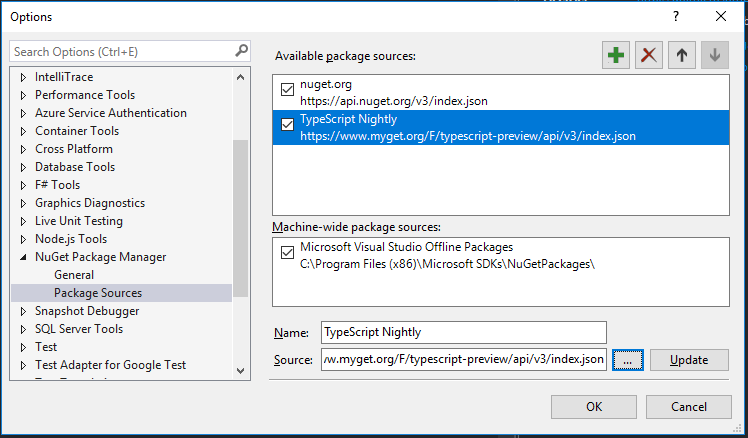 Options
Search Options (Ctrl+E)
IntelliTrace
Performance Tools
Azure Service Authentication
Container Tools
Cross Platform
Database Tools
F# Tools
Graphics Diagnostics
Live Unit Testing
Node.js Tools
NuGet Package Manager
General
Package Sources
Snapshot Debugger
SQL Server Tools
Test
Test Adapter for Google Test
Available package sources:
nuget.org
https://api.nuget.org/v3/index.json
TypeScript Nightly
https://www.myget.org/F/typescript-preview/api/v3/index.json
Machine-wide package sources:
Microsoft Visual Studio Offline Packages
C:\Program Files (x86)\Microsoft SDKs\NuGetPackages\
Name: TypeScript Nightly
Source: w.myget.org/F/typescript-preview/api/v3/index.json ... Update
OK Cancel